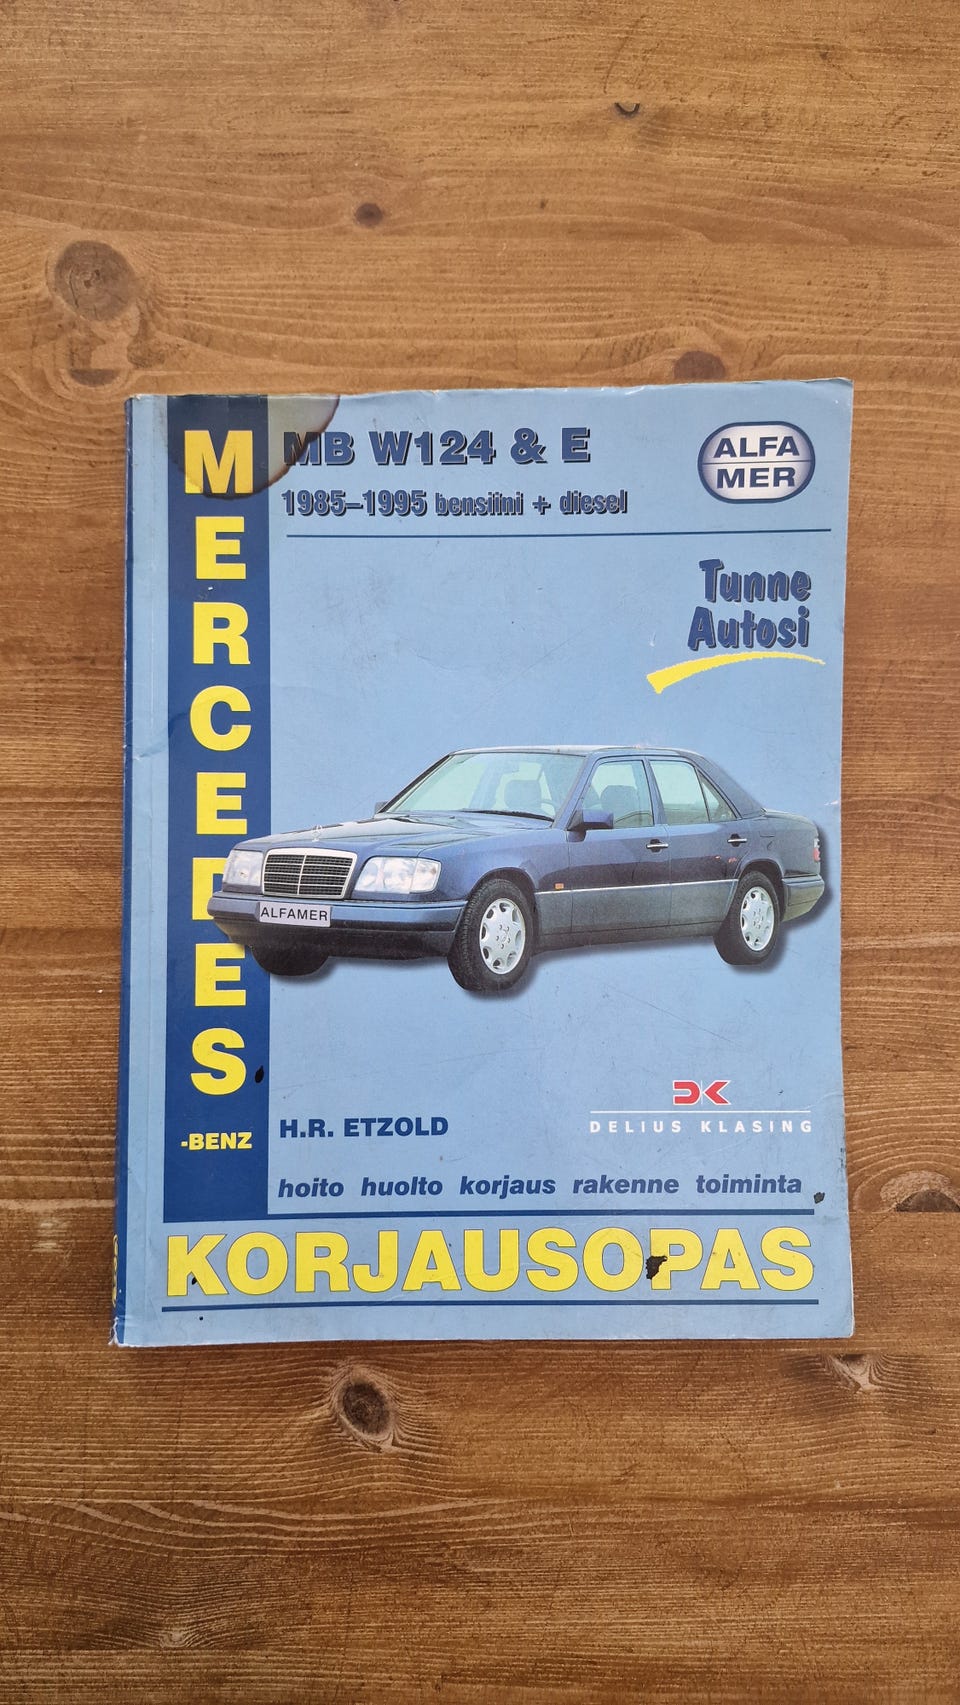 MERCEDES
-BENZ
MB W124 & E
1985–1995 bensiini + diesel
ALFA
MER
Tunne
Autosi
ALFAMER
H.R. ETZOLD
DK
DELIUS KLASING
hoito huolto korjaus rakenne toiminta
KORJAUSOPAS